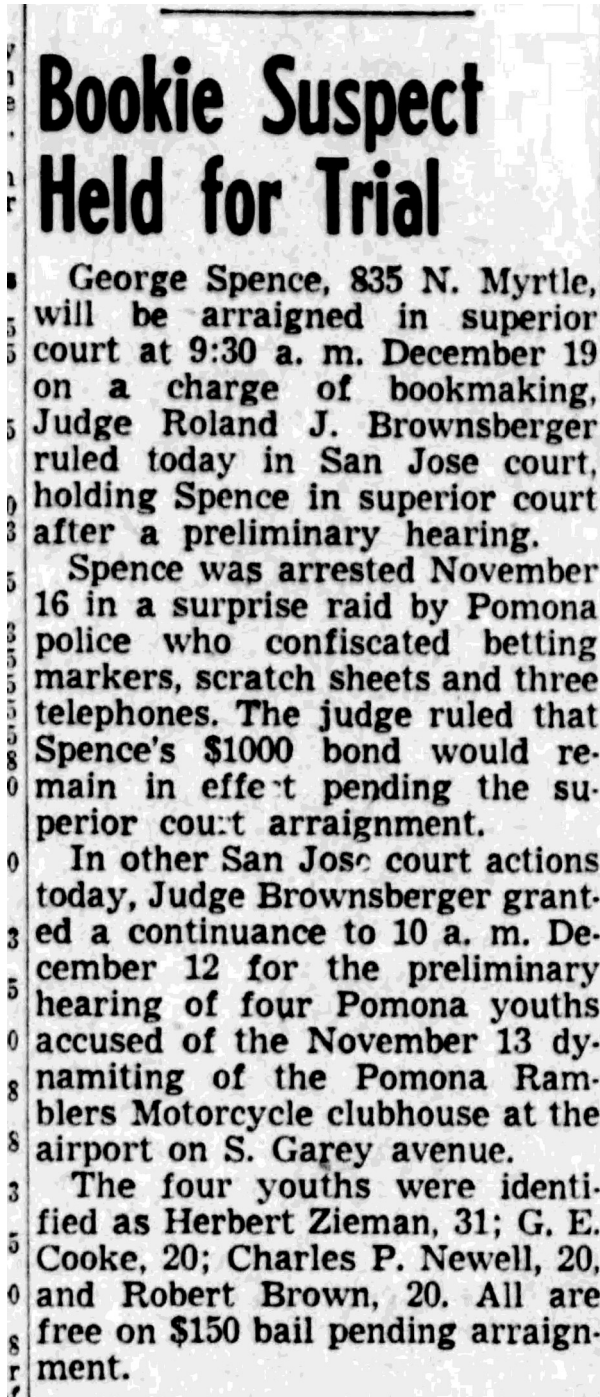 Bookie Suspect
Held for Trial
George Spence, 835 N. Myrtle,
will be arraigned in superior
court at 9:30 a. m. December 19
on a charge of bookmaking,
Judge Roland J. Brownsberger
ruled today in San Jose court,
holding Spence in superior court
after a preliminary hearing.
Spence was arrested November
16 in a surprise raid by Pomona
police who confiscated betting
markers, scratch sheets and three
telephones. The judge ruled that
Spence's $1000 bond would re-
main in effect pending the su-
perior court arraignment.
In other San Jose court actions
today, Judge Brownsberger grant-
ed a continuance to 10 a. m. De-
cember 12 for the preliminary
hearing of four Pomona youths
accused of the November 13 dy-
namiting of the Pomona Ram-
blers Motorcycle clubhouse at the
airport on S. Garey avenue.
The four youths were identi-
fied as Herbert Zieman, 31; G. E.
Cooke, 20; Charles P. Newell, 20,
and Robert Brown, 20. All are
free on $150 bail pending arraign-
ment.